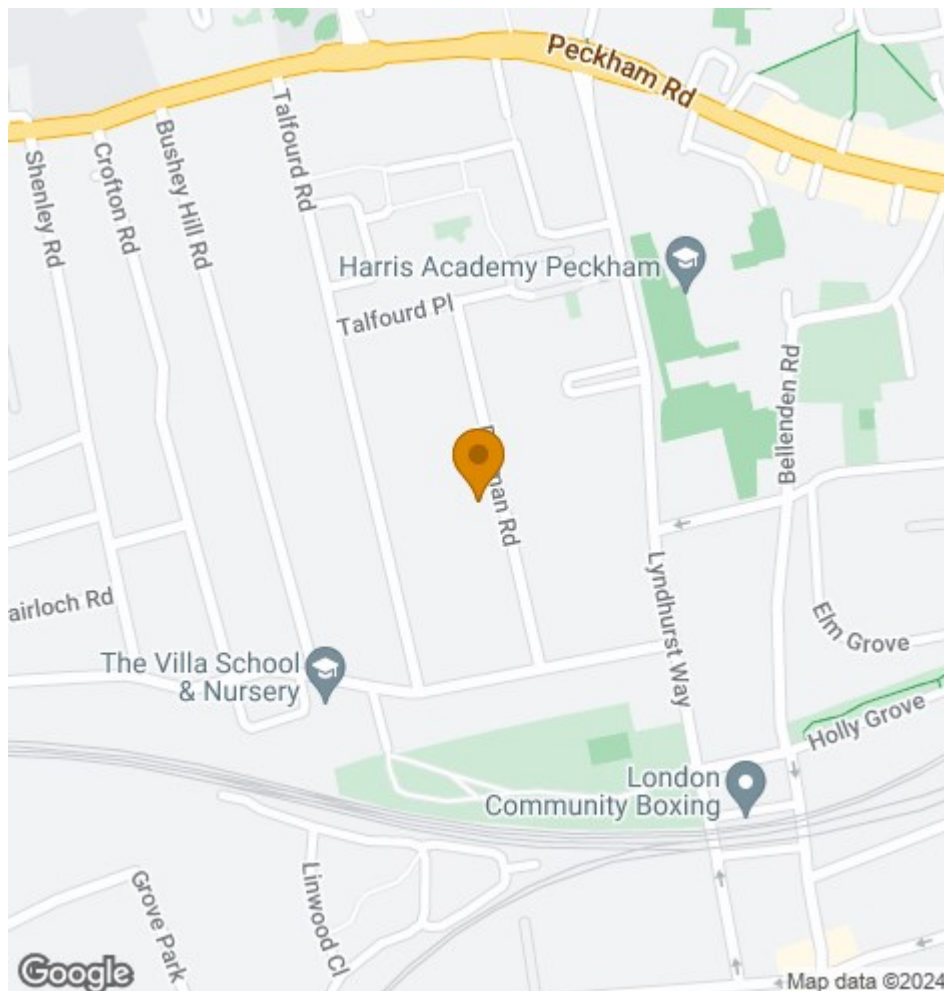 Peckham Rd
Talfourd Rd
Bushey Hill Rd
Crofton Rd
Shenley Rd
Harris Academy Peckham
Talfourd Pl
Bellenden Rd
man Rd
Lyndhurst Way
airloch Rd
Elm Grove
The Villa School
& Nursery
Holly Grove
London
Community Boxing
Linwood Cl
Grove Park
Google
Map data ©2024